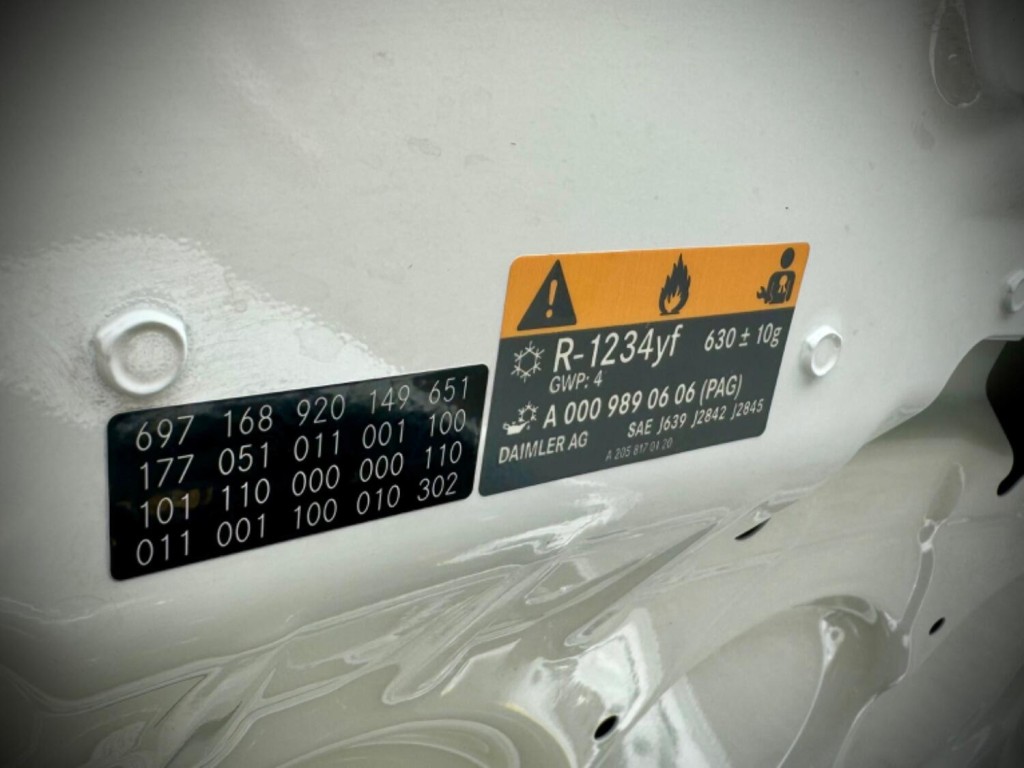 697 168 920 149 651
177 051 011 001 100
101 110 000 000 110
011 001 100 010 302
R-1234yf 630 ± 10g
GWP: 4
A 000 989 06 06 (PAG)
DAIMLER AG SAE J639 J2842 J2845
A 205 817 04 20